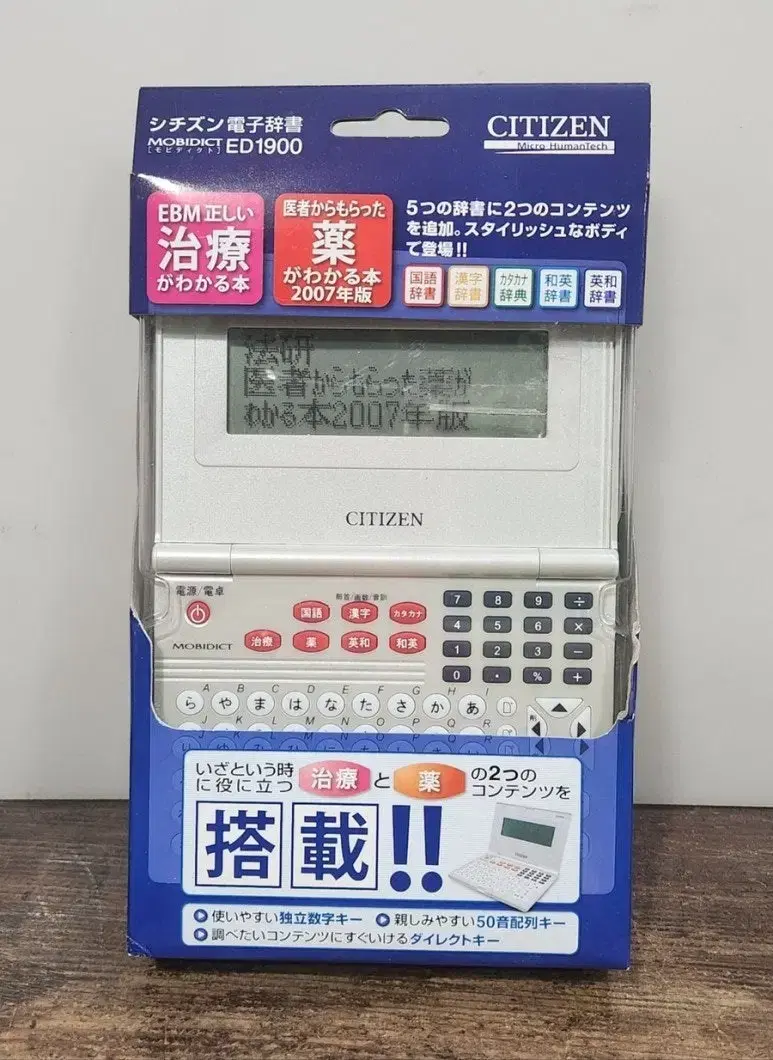 シチズン 電子辞書
MOBIDICT
[モビディクト] ED1900
CITIZEN
Micro HumanTech
EBM 正しい
治療
がわかる本
医者からもらった
薬
がわかる本
2007年版
5つの辞書に2つのコンテンツ
を追加。スタイリッシュなボディ
で登場!!
国語
辞書
漢字
辞書
カタカナ
辞典
和英
辞書
英和
辞書
法研
医者からもらった薬が
わかる本2007年版
CITIZEN
電源/電卓
部首/画数/音訓
国語 漢字 カタカナ
治療 薬 英和 和英
MOBIDICT
7 8 9 ÷
4 5 6 ×
1 2 3 −
0 . % +
A B C D E F G H I
ら や ま は な た さ か あ
J K L M N O P Q R
いざという時
に役に立つ
治療 と 薬 の2つの
コンテンツを
搭載!!
使いやすい独立数字キー
親しみやすい50音配列キー
調べたいコンテンツにすぐいけるダイレクトキー